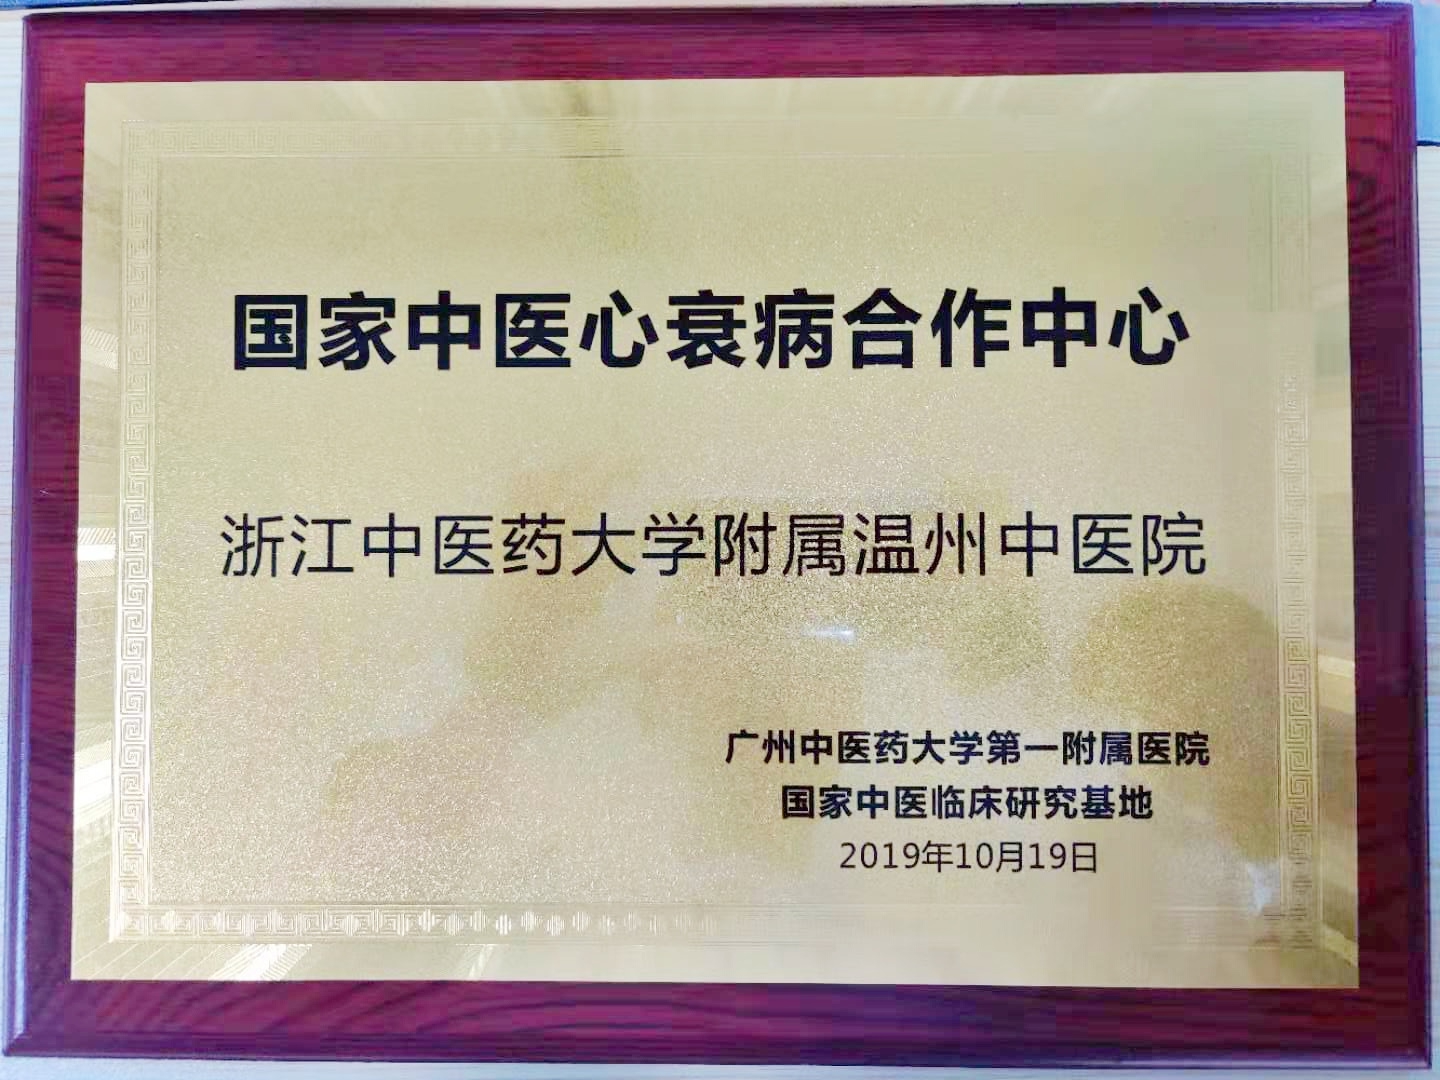 国家中医心衰病合作中心
浙江中医药大学附属温州中医院
广州中医药大学第一附属医院
国家中医临床研究基地
2019年10月19日